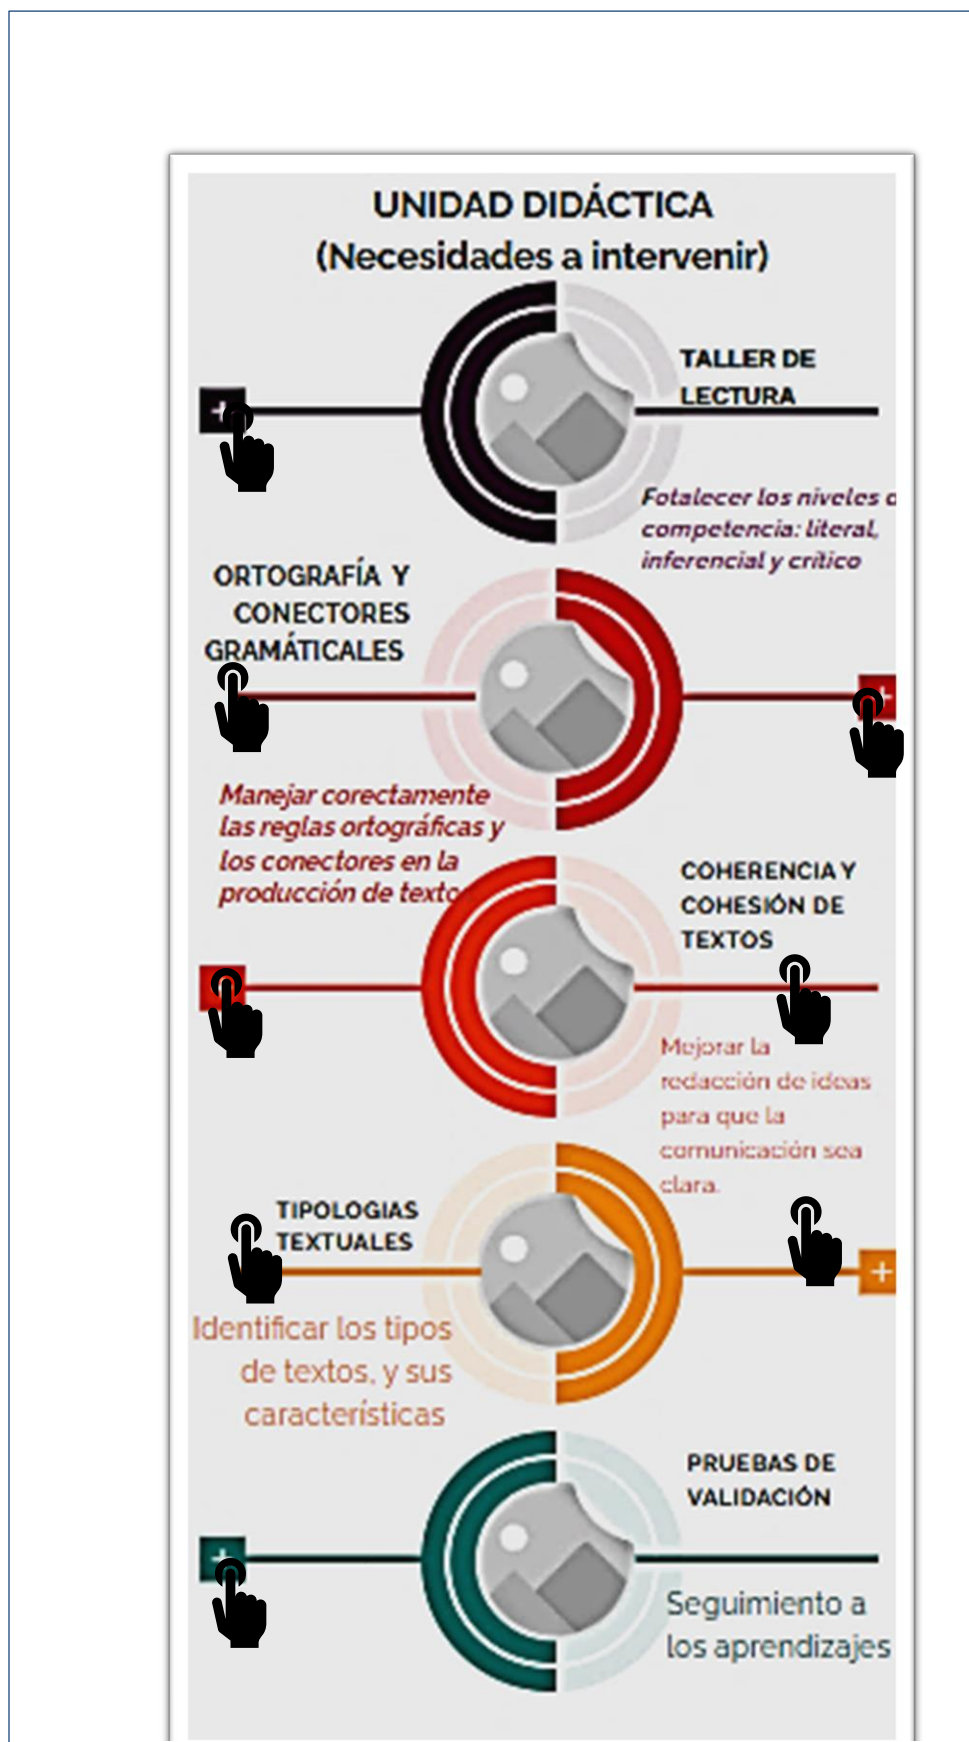 UNIDAD DIDÁCTICA
(Necesidades a intervenir)
TALLER DE
LECTURA
Fotalecer los niveles
competencia: literal,
inferencial y crítico
ORTOGRAFÍA Y
CONECTORES
GRAMÁTICALES
Manejar corectamente
las reglas ortográficas y
los conectores en la
producción de texto
COHERENCIA Y
COHESIÓN DE
TEXTOS
Mejorar la
redacción de ideas
para que la
comunicación sea
clara.
TIPOLOGIAS
TEXTUALES
Identificar los tipos
de textos, y sus
características
PRUEBAS DE
VALIDACIÓN
Seguimiento a
los aprendizajes